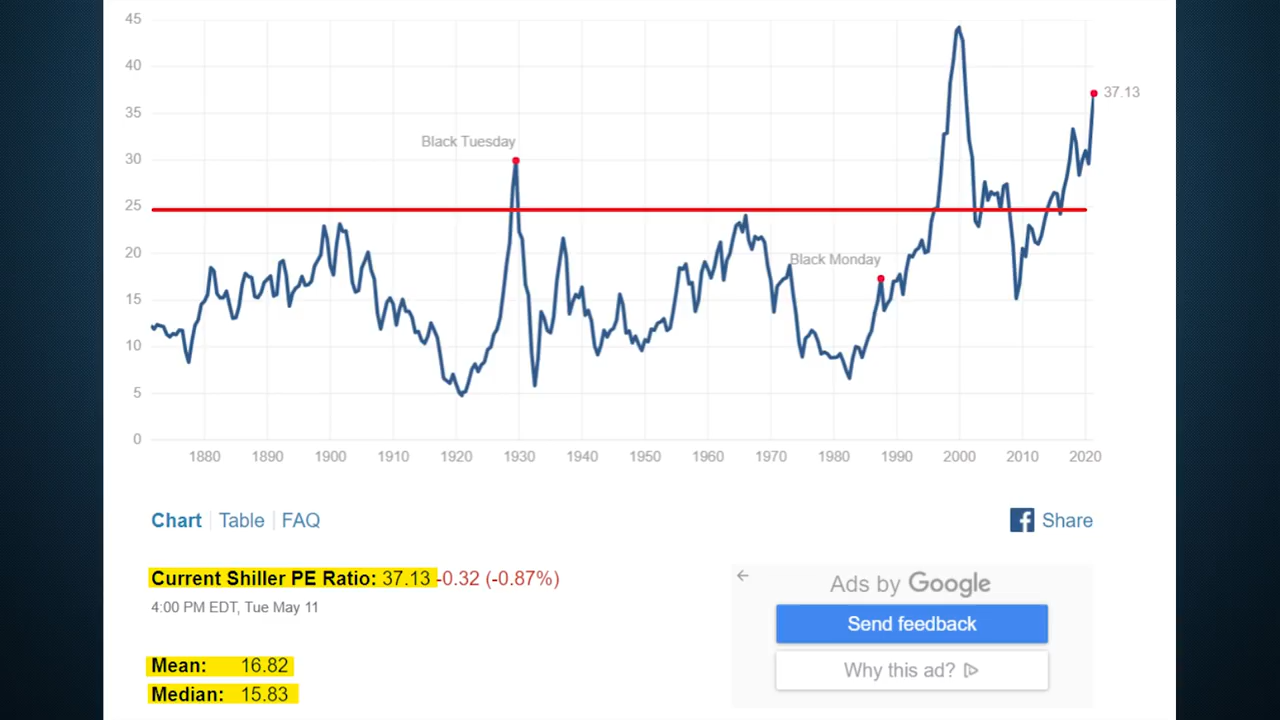 45
40
35
30
25
20
15
10
5
0
37.13
Black Tuesday
Black Monday
1880 1890 1900 1910 1920 1930 1940 1950 1960 1970 1980 1990 2000 2010 2020
Chart Table FAQ
Share
Current Shiller PE Ratio: 37.13 -0.32 (-0.87%)
4:00 PM EDT, Tue May 11
Mean: 16.82
Median: 15.83
Ads by Google
Send feedback
Why this ad?